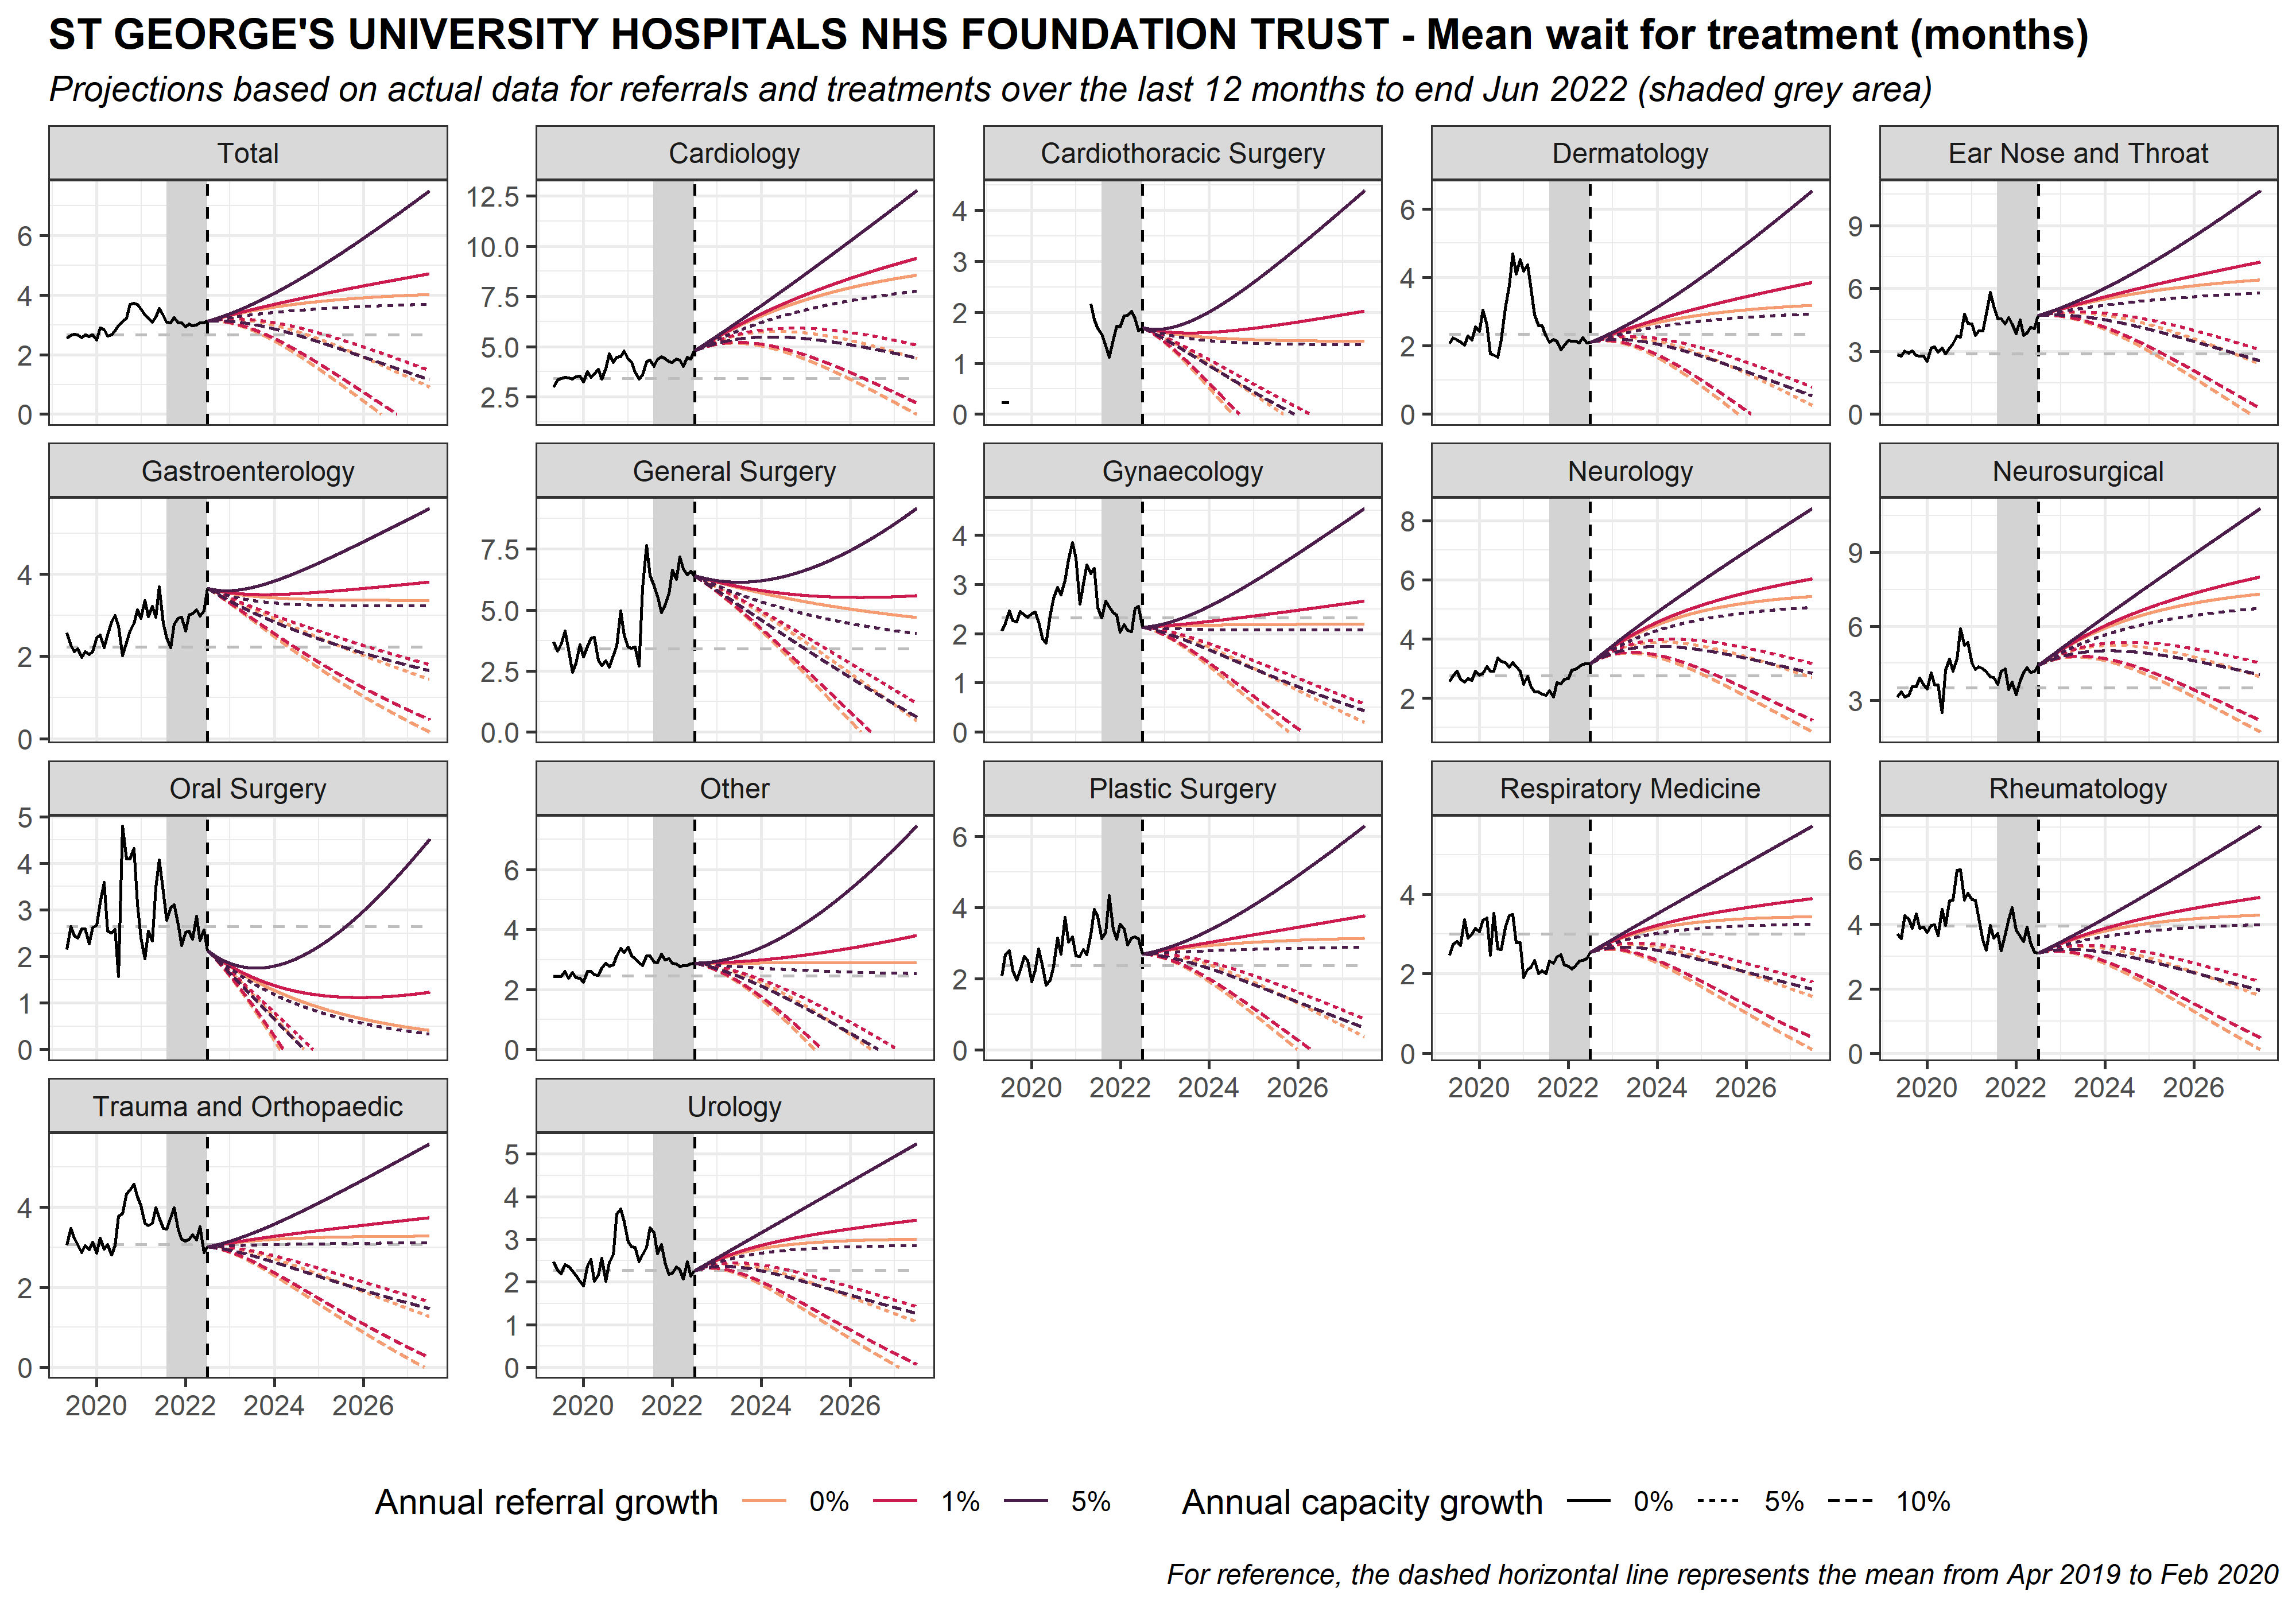 ST GEORGE'S UNIVERSITY HOSPITALS NHS FOUNDATION TRUST - Mean wait for treatment (months)
Projections based on actual data for referrals and treatments over the last 12 months to end Jun 2022 (shaded grey area)
Total
6
4
2
0
Cardiology
12.5
10.0
7.5
5.0
2.5
Cardiothoracic Surgery
4
3
2
1
0
Dermatology
6
4
2
0
Ear Nose and Throat
9
6
3
0
Gastroenterology
4
2
0
General Surgery
7.5
5.0
2.5
0.0
Gynaecology
4
3
2
1
0
Neurology
8
6
4
2
Neurosurgical
9
6
3
Oral Surgery
5
4
3
2
1
0
Other
6
4
2
0
Plastic Surgery
6
4
2
0
2020 2022 2024 2026
Respiratory Medicine
4
2
0
2020 2022 2024 2026
Rheumatology
6
4
2
0
2020 2022 2024 2026
Trauma and Orthopaedic
4
2
0
2020 2022 2024 2026
Urology
5
4
3
2
1
0
2020 2022 2024 2026
Annual referral growth 0% 1% 5% Annual capacity growth 0% 5% 10%
For reference, the dashed horizontal line represents the mean from Apr 2019 to Feb 2020